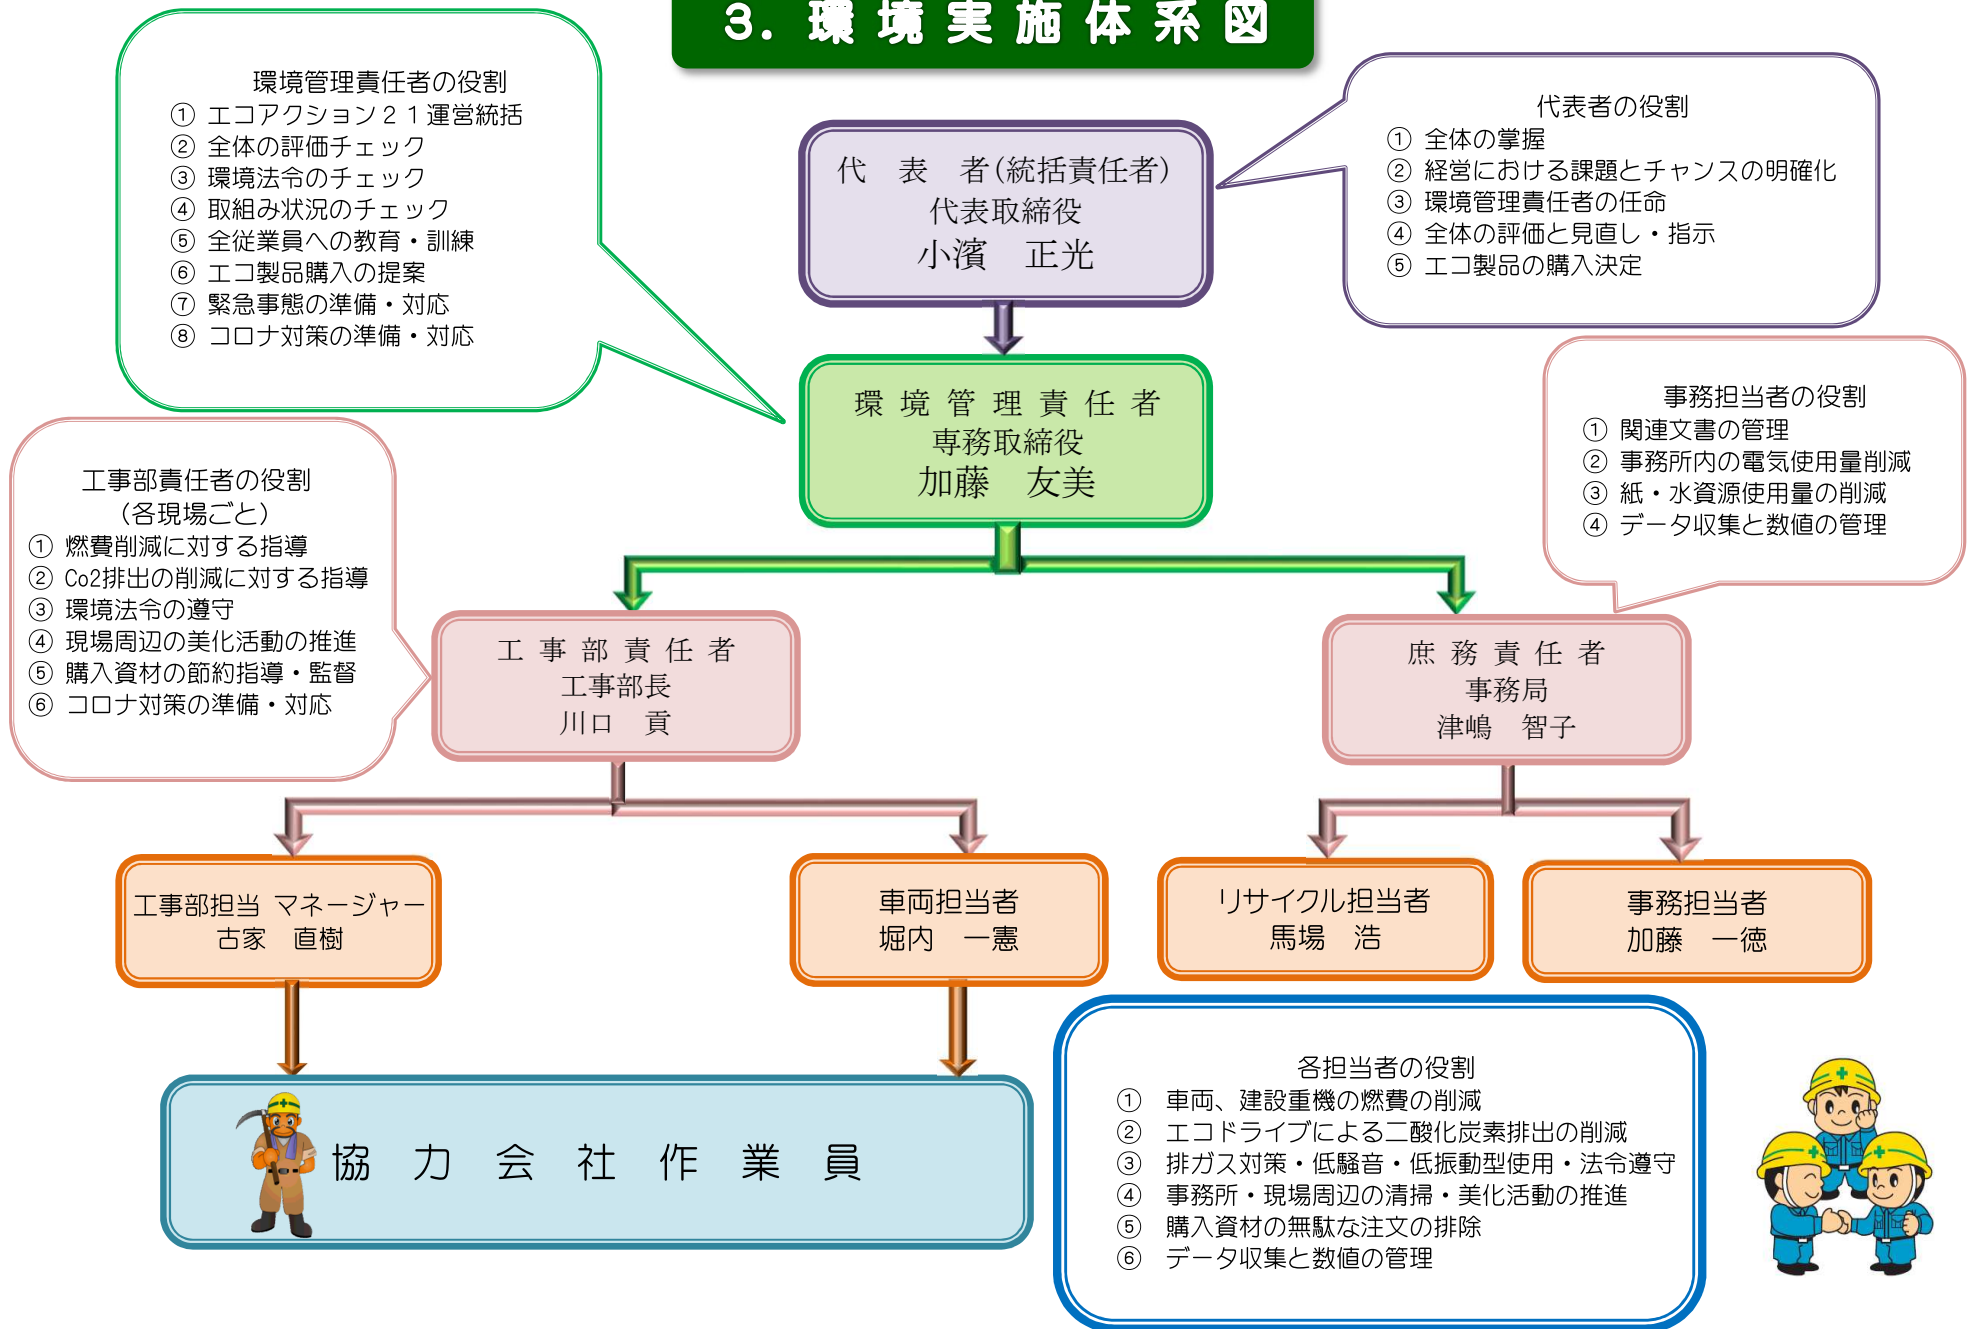 3. 環境実施体系図
環境管理責任者の役割
① エコアクション２１運営統括
② 全体の評価チェック
③ 環境法令のチェック
④ 取組み状況のチェック
⑤ 全従業員への教育・訓練
⑥ エコ製品購入の提案
⑦ 緊急事態の準備・対応
⑧ コロナ対策の準備・対応
代　表　者(統括責任者)
代表取締役
小濱　正光
代表者の役割
① 全体の掌握
② 経営における課題とチャンスの明確化
③ 環境管理責任者の任命
④ 全体の評価と見直し・指示
⑤ エコ製品の購入決定
環境管理責任者
専務取締役
加藤　友美
事務担当者の役割
① 関連文書の管理
② 事務所内の電気使用量削減
③ 紙・水資源使用量の削減
④ データ収集と数値の管理
工事部責任者の役割
（各現場ごと）
① 燃費削減に対する指導
② Co2排出の削減に対する指導
③ 環境法令の遵守
④ 現場周辺の美化活動の推進
⑤ 購入資材の節約指導・監督
⑥ コロナ対策の準備・対応
工事部責任者
工事部長
川口　貢
庶務責任者
事務局
津嶋　智子
工事部担当 マネージャー
古家　直樹
車両担当者
堀内　一憲
リサイクル担当者
馬場　浩
事務担当者
加藤　一徳
協力会社作業員
各担当者の役割
①　車両、建設重機の燃費の削減
②　エコドライブによる二酸化炭素排出の削減
③　排ガス対策・低騒音・低振動型使用・法令遵守
④　事務所・現場周辺の清掃・美化活動の推進
⑤　購入資材の無駄な注文の排除
⑥　データ収集と数値の管理